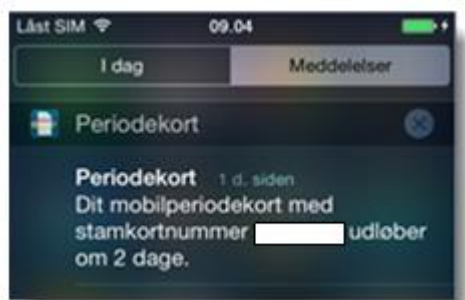 Låst SIM 09.04
I dag Meddelelser
Periodekort
Periodekort 1 d. siden
Dit mobilperiodekort med
stamkortnummer udløber
om 2 dage.